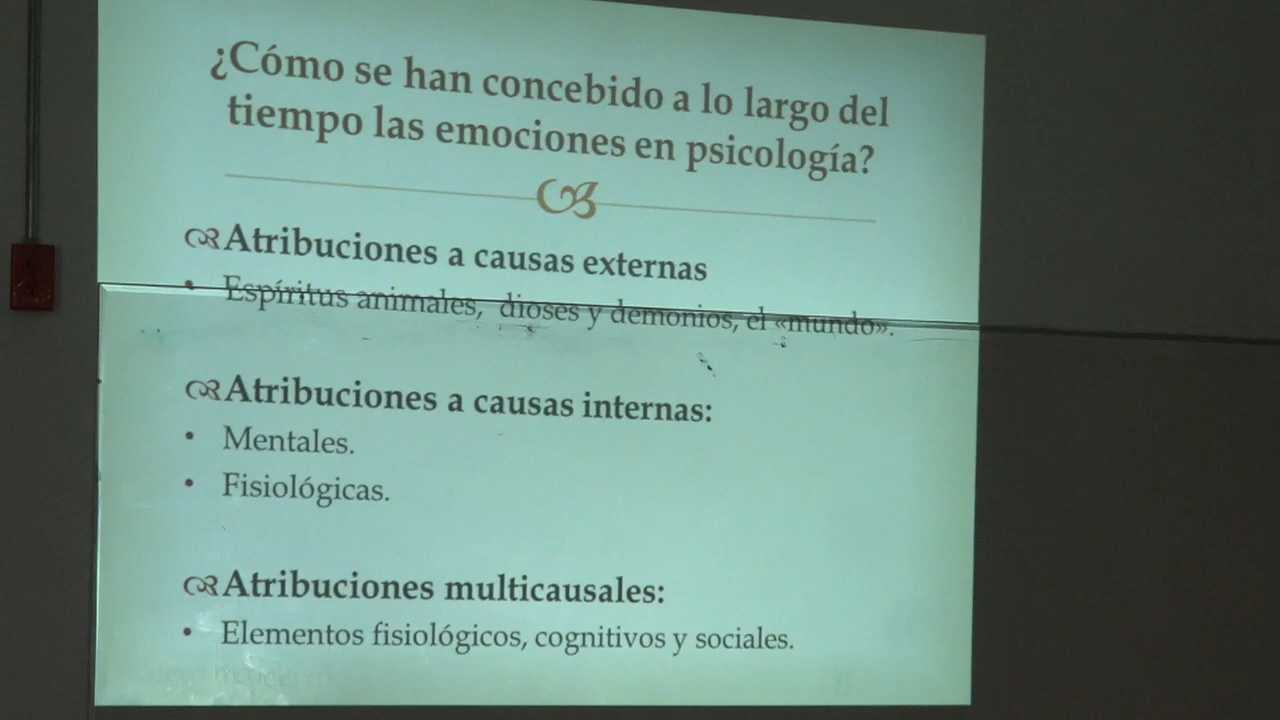 ¿Cómo se han concebido a lo largo del
tiempo las emociones en psicología?
Atribuciones a causas externas
• Espíritus animales, dioses y demonios, el «mundo».
Atribuciones a causas internas:
• Mentales.
• Fisiológicas.
Atribuciones multicausales:
• Elementos fisiológicos, cognitivos y sociales.